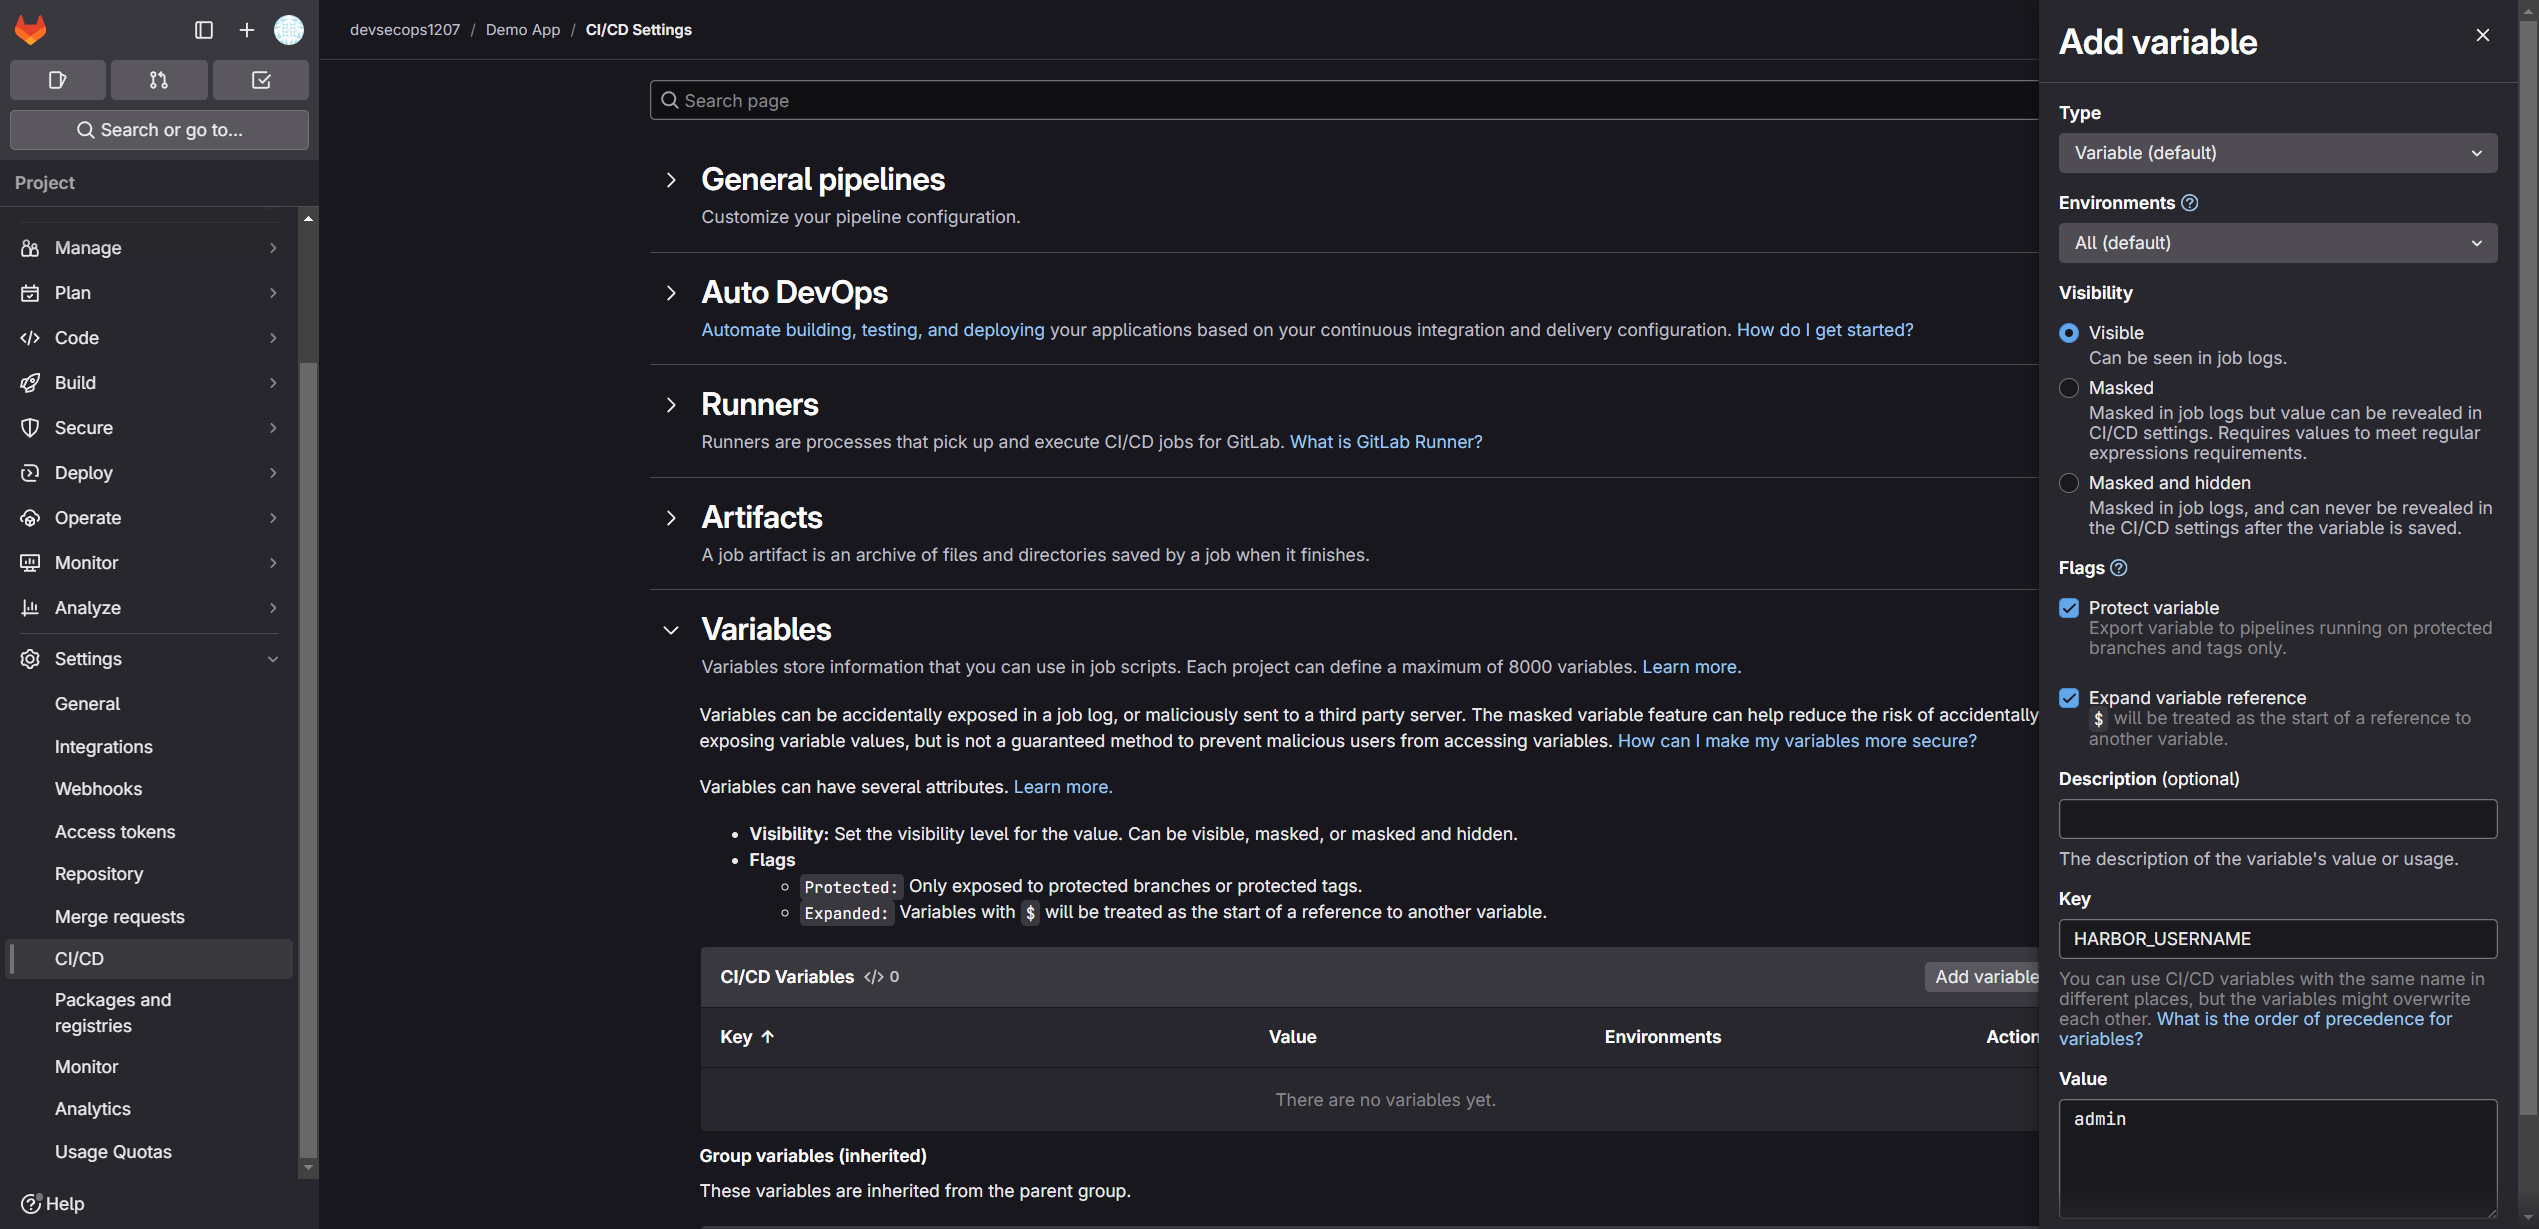 Search or go to...
Project
Manage
Plan
Code
Build
Secure
Deploy
Operate
Monitor
Analyze
Settings
General
Integrations
Webhooks
Access tokens
Repository
Merge requests
CI/CD
Packages and
registries
Monitor
Analytics
Usage Quotas
Help
devsecops1207 / Demo App / CI/CD Settings
Search page
General pipelines
Customize your pipeline configuration.
Auto DevOps
Automate building, testing, and deploying your applications based on your continuous integration and delivery configuration. How do I get started?
Runners
Runners are processes that pick up and execute CI/CD jobs for GitLab. What is GitLab Runner?
Artifacts
A job artifact is an archive of files and directories saved by a job when it finishes.
Variables
Variables store information that you can use in job scripts. Each project can define a maximum of 8000 variables. Learn more.
Variables can be accidentally exposed in a job log, or maliciously sent to a third party server. The masked variable feature can help reduce the risk of accidentally
exposing variable values, but is not a guaranteed method to prevent malicious users from accessing variables. How can I make my variables more secure?
Variables can have several attributes. Learn more.
• Visibility: Set the visibility level for the value. Can be visible, masked, or masked and hidden.
• Flags
◦ Protected: Only exposed to protected branches or protected tags.
◦ Expanded: Variables with $ will be treated as the start of a reference to another variable.
CI/CD Variables </> 0
Add variable
Key ↑ Value Environments Action
There are no variables yet.
Group variables (inherited)
These variables are inherited from the parent group.
Add variable
Type
Variable (default)
Environments
All (default)
Visibility
Visible
Can be seen in job logs.
Masked
Masked in job logs but value can be revealed in
CI/CD settings. Requires values to meet regular
expressions requirements.
Masked and hidden
Masked in job logs, and can never be revealed in
the CI/CD settings after the variable is saved.
Flags
Protect variable
Export variable to pipelines running on protected
branches and tags only.
Expand variable reference
$ will be treated as the start of a reference to
another variable.
Description (optional)
The description of the variable's value or usage.
Key
HARBOR_USERNAME
You can use CI/CD variables with the same name in
different places, but the variables might overwrite
each other. What is the order of precedence for
variables?
Value
admin